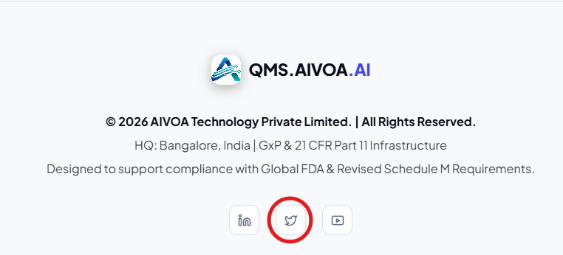 QMS.AIVOA.AI
© 2026 AIVOA Technology Private Limited. | All Rights Reserved.
HQ: Bangalore, India | GxP & 21 CFR Part 11 Infrastructure
Designed to support compliance with Global FDA & Revised Schedule M Requirements.
in